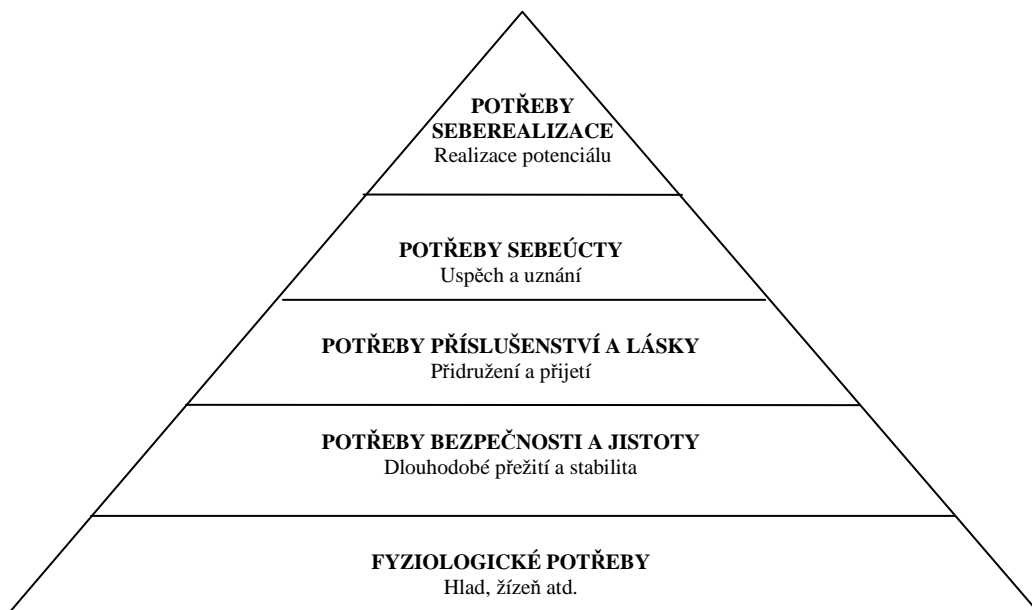 POTŘEBY
SEBEREALIZACE
Realizace potenciálu
POTŘEBY SEBEÚCTY
Uspěch a uznání
POTŘEBY PŘÍSLUŠENSTVÍ A LÁSKY
Přidružení a přijetí
POTŘEBY BEZPEČNOSTI A JISTOTY
Dlouhodobé přežití a stabilita
FYZIOLOGICKÉ POTŘEBY
Hlad, žízeň atd.